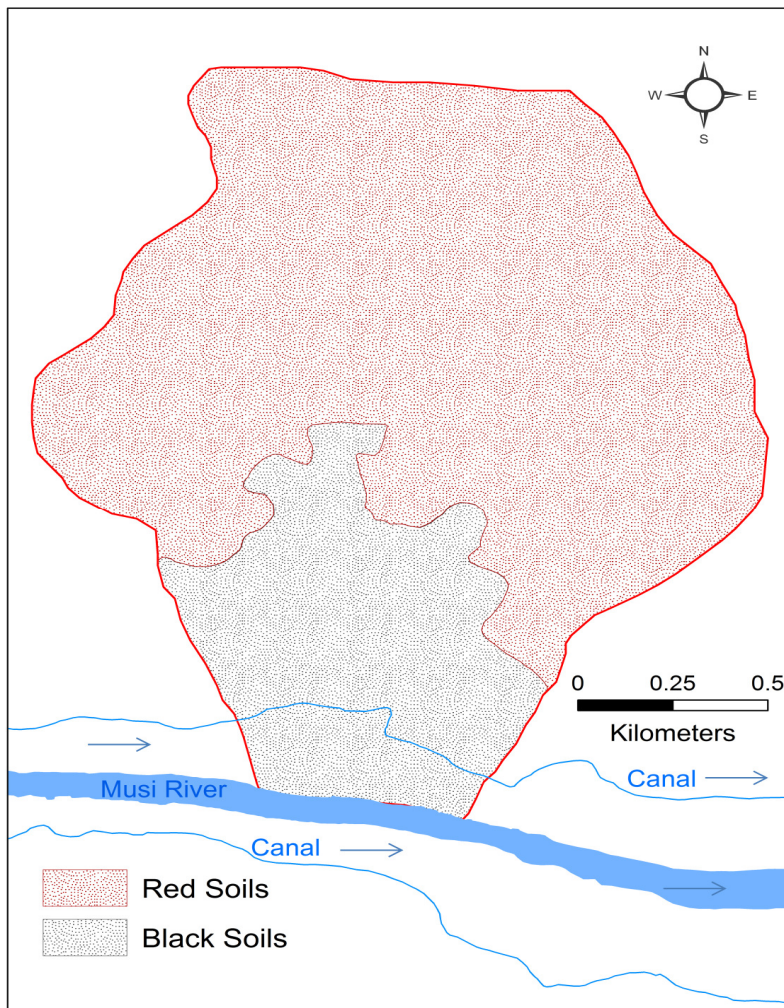 N
W E
S
0 0.25 0.5
Kilometers
Canal
Musi River
Canal
Red Soils
Black Soils